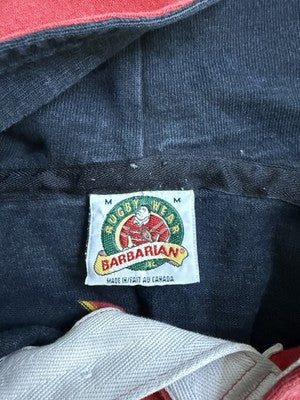 M M
RUGBY WEAR
BARBARIAN
INC.
MADE IN/FAIT AU CANADA